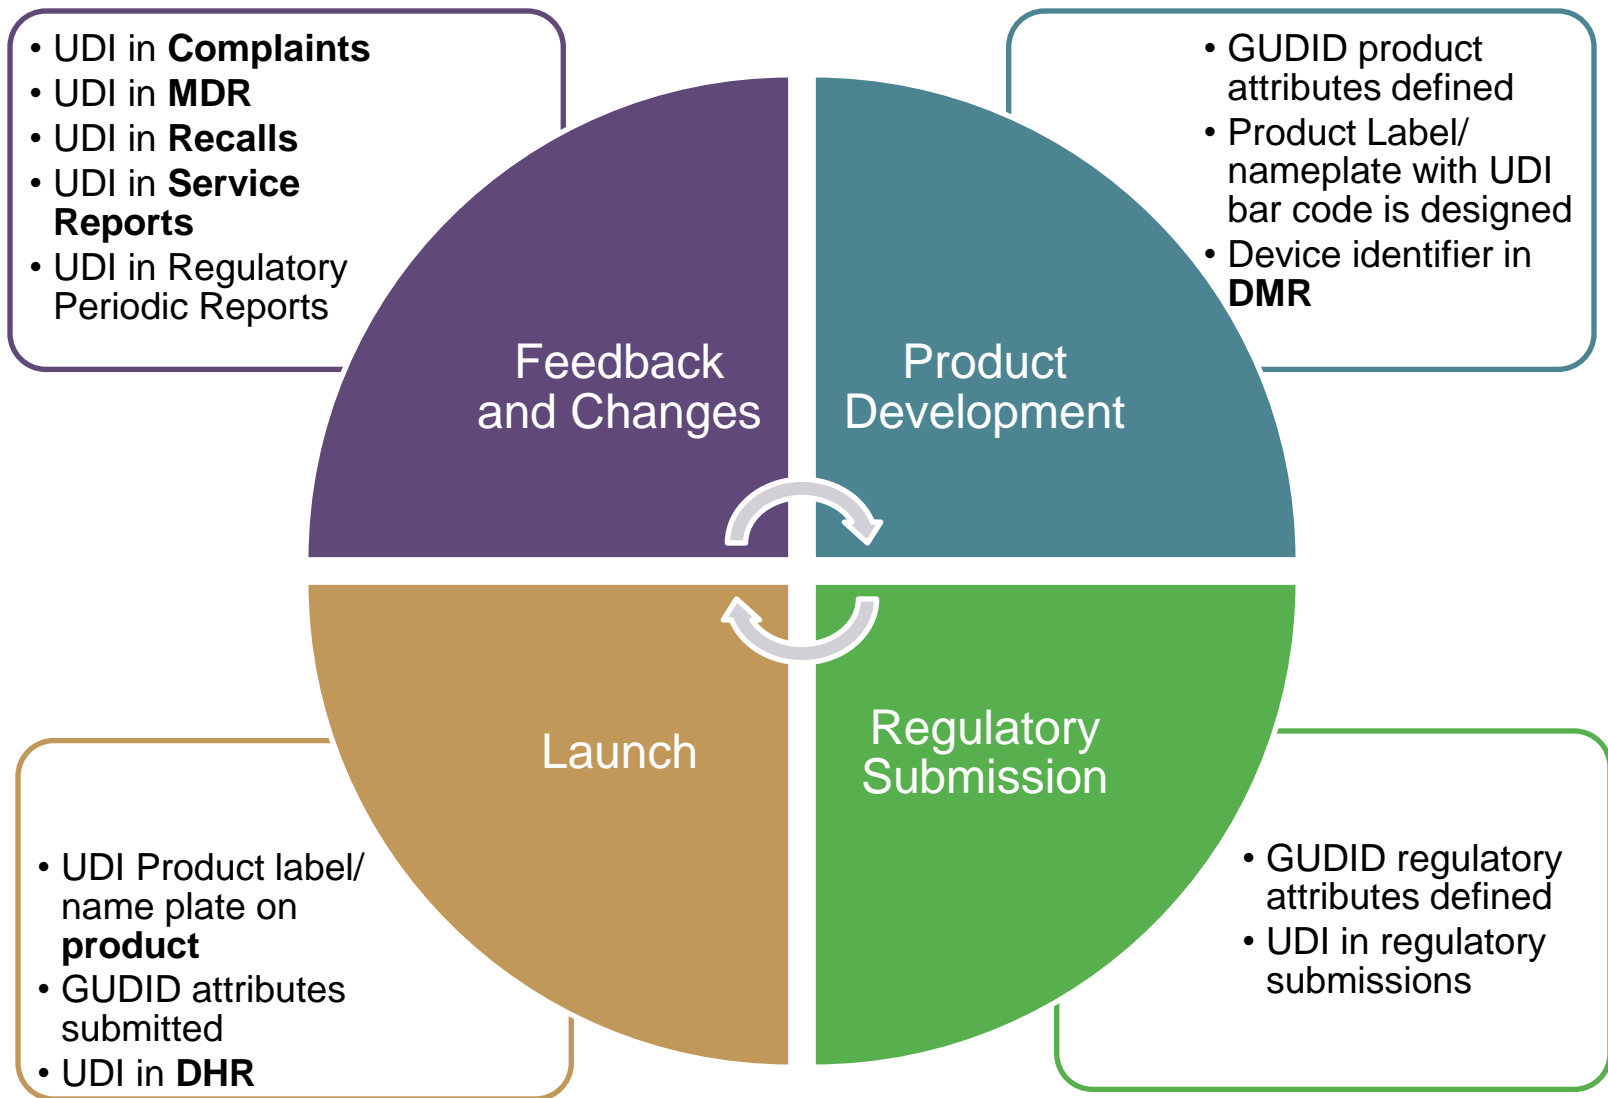 • UDI in Complaints
• UDI in MDR
• UDI in Recalls
• UDI in Service
Reports
• UDI in Regulatory
Periodic Reports
• GUDID product
attributes defined
• Product Label/
nameplate with UDI
bar code is designed
• Device identifier in
DMR
Feedback
and Changes
Product
Development
Launch
Regulatory
Submission
• UDI Product label/
name plate on
product
• GUDID attributes
submitted
• UDI in DHR
• GUDID regulatory
attributes defined
• UDI in regulatory
submissions